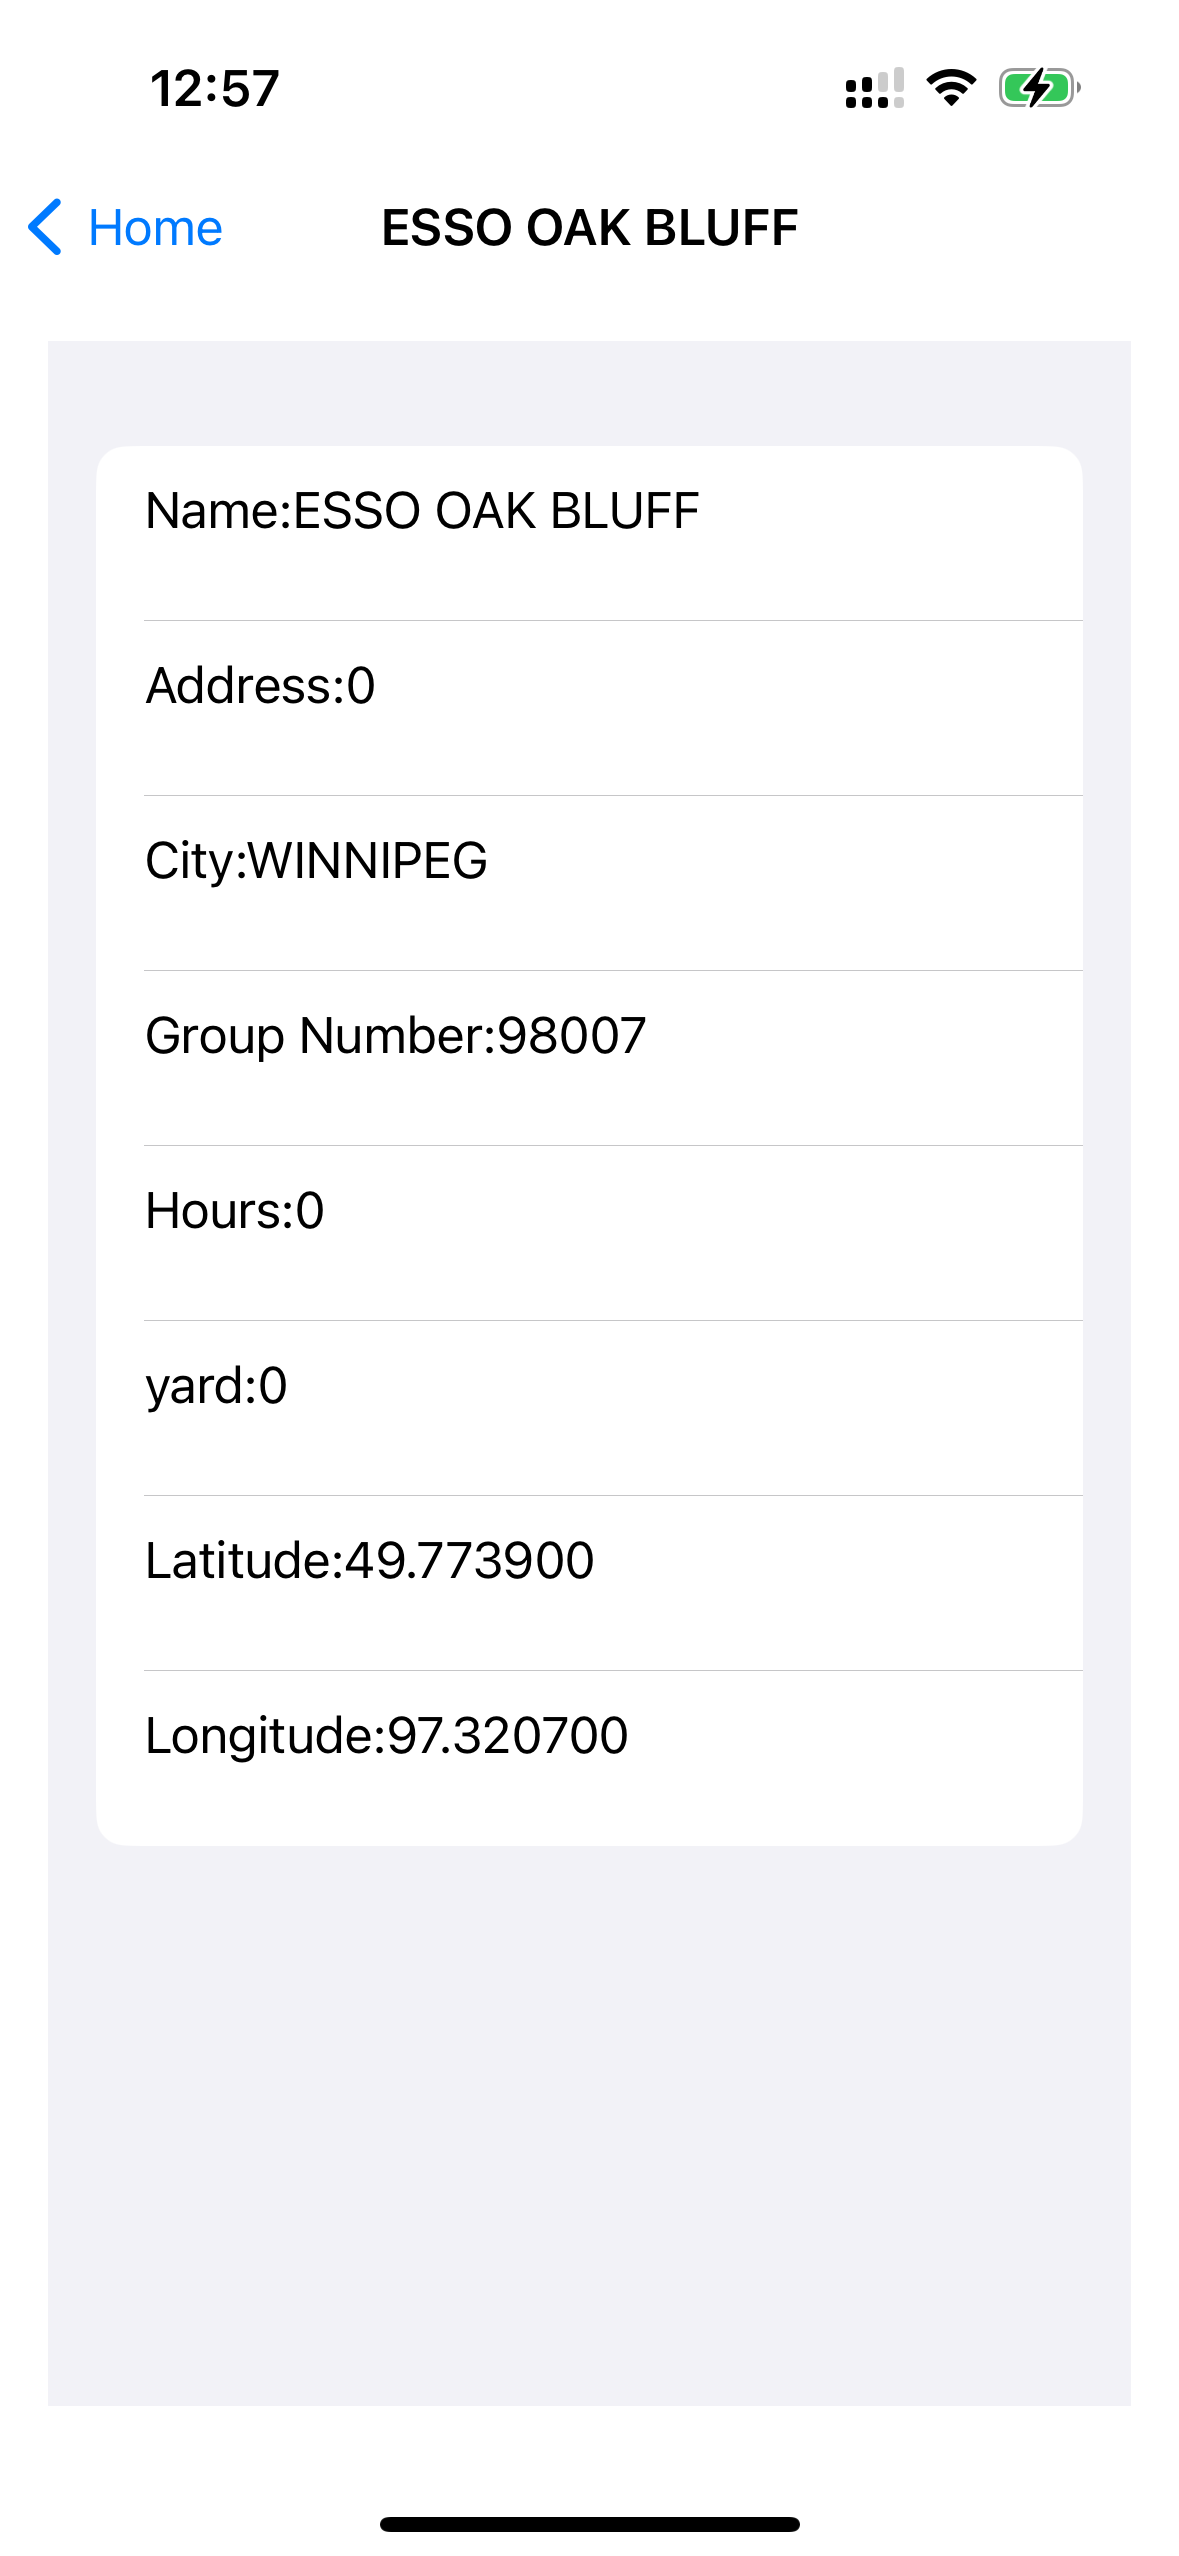 12:57
Home
ESSO OAK BLUFF
Name:ESSO OAK BLUFF
Address:0
City:WINNIPEG
Group Number:98007
Hours:0
yard:0
Latitude:49.773900
Longitude:97.320700